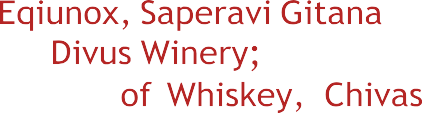 Eqiunox, Saperavi Gitana
Divus Winery;
of Whiskey, Chivas